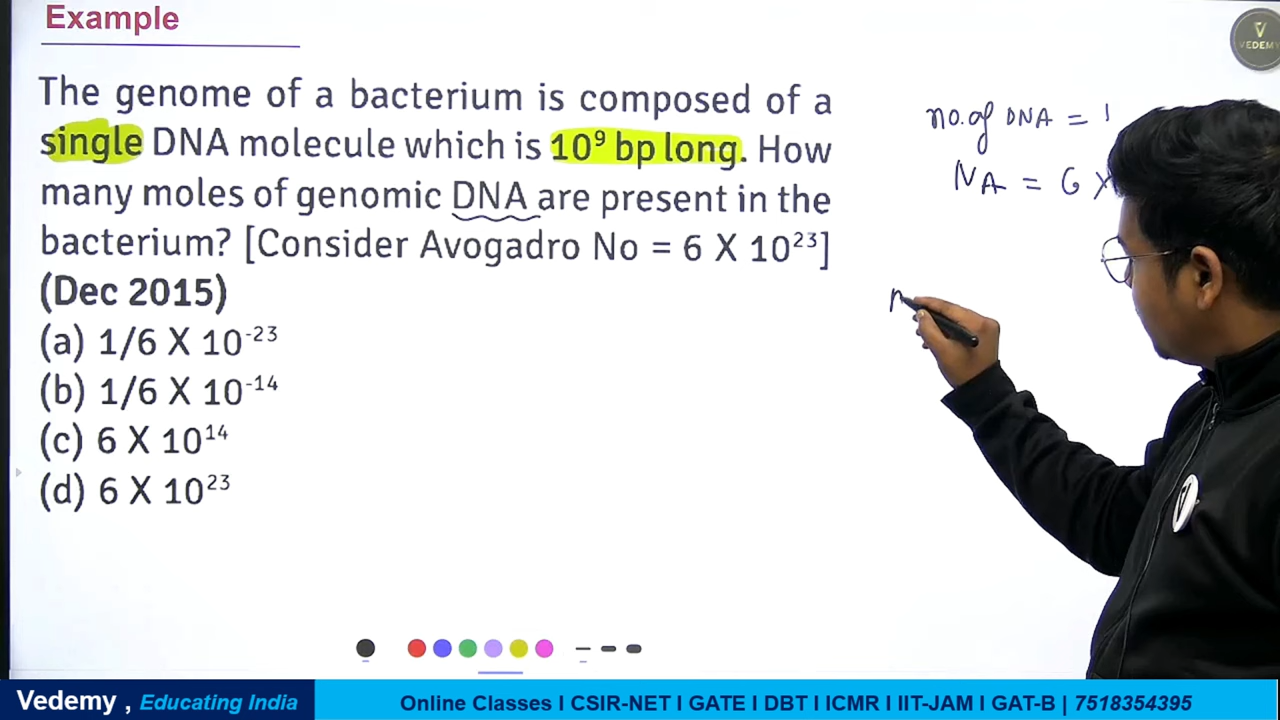 Example
VEDEMY
The genome of a bacterium is composed of a
single DNA molecule which is 10⁹ bp long. How
many moles of genomic DNA are present in the
bacterium? [Consider Avogadro No = 6 X 10²³]
(Dec 2015)
(a) 1/6 X 10⁻²³
(b) 1/6 X 10⁻¹⁴
(c) 6 X 10¹⁴
(d) 6 X 10²³
no. of DNA = 1
NA = 6 X
Vedemy , Educating India
Online Classes I CSIR-NET I GATE I DBT I ICMR I IIT-JAM I GAT-B | 7518354395